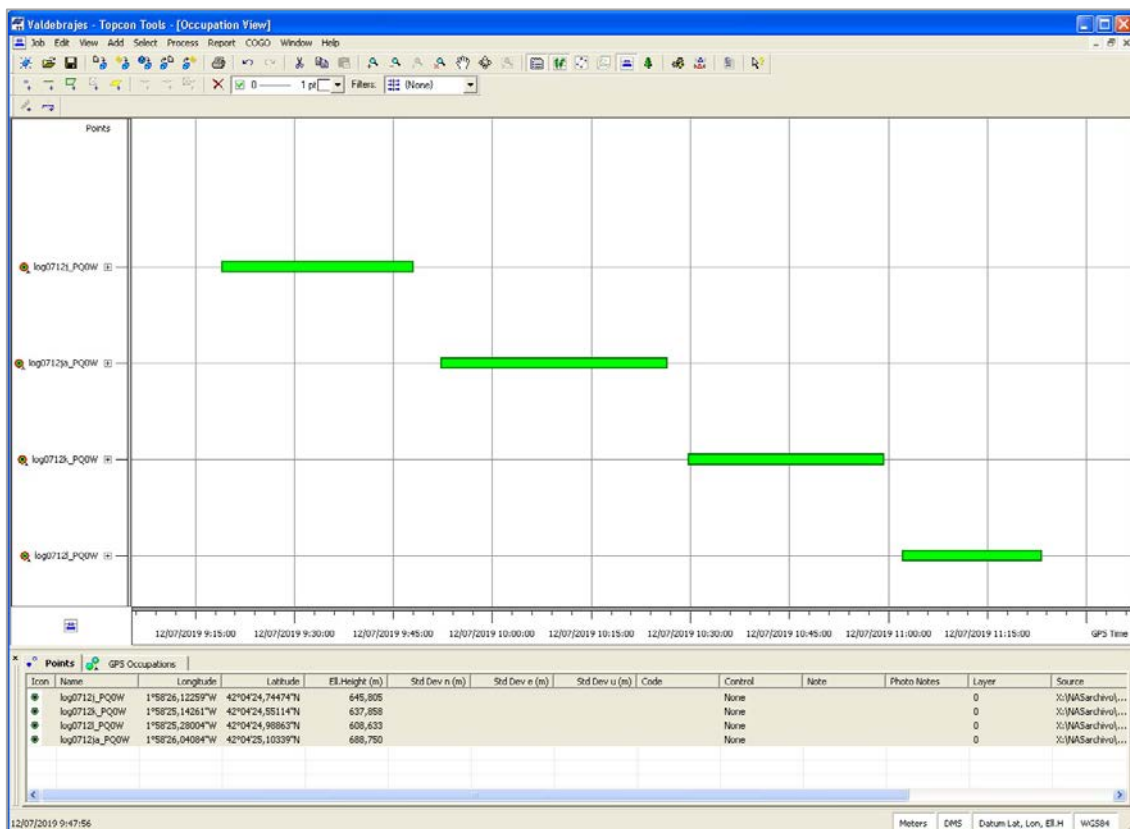 Valdebrajes - Topcon Tools - [Occupation View]
Job Edit View Add Select Process Report COGO Window Help
0 1 pt Filters: (None)
Points
log0712j_PQ0W
log0712ja_PQ0W
log0712k_PQ0W
log0712l_PQ0W
12/07/2019 9:15:00 12/07/2019 9:30:00 12/07/2019 9:45:00 12/07/2019 10:00:00 12/07/2019 10:15:00 12/07/2019 10:30:00 12/07/2019 10:45:00 12/07/2019 11:00:00 12/07/2019 11:15:00 GPS Time
Points GPS Occupations
Icon Name Longitude Latitude Ell.Height (m) Std Dev n (m) Std Dev e (m) Std Dev u (m) Code Control Note Photo Notes Layer Source
log0712j_PQ0W 1°58'26,12259"W 42°04'24,74474"N 645,805 None 0 X:\NASarchivo\...
log0712k_PQ0W 1°58'25,14261"W 42°04'24,55114"N 637,858 None 0 X:\NASarchivo\...
log0712l_PQ0W 1°58'25,28004"W 42°04'24,98863"N 608,633 None 0 X:\NASarchivo\...
log0712ja_PQ0W 1°58'26,04084"W 42°04'25,10339"N 688,750 None 0 X:\NASarchivo\...
12/07/2019 9:47:56 Meters DMS Datum Lat, Lon, Ell.H WGS84